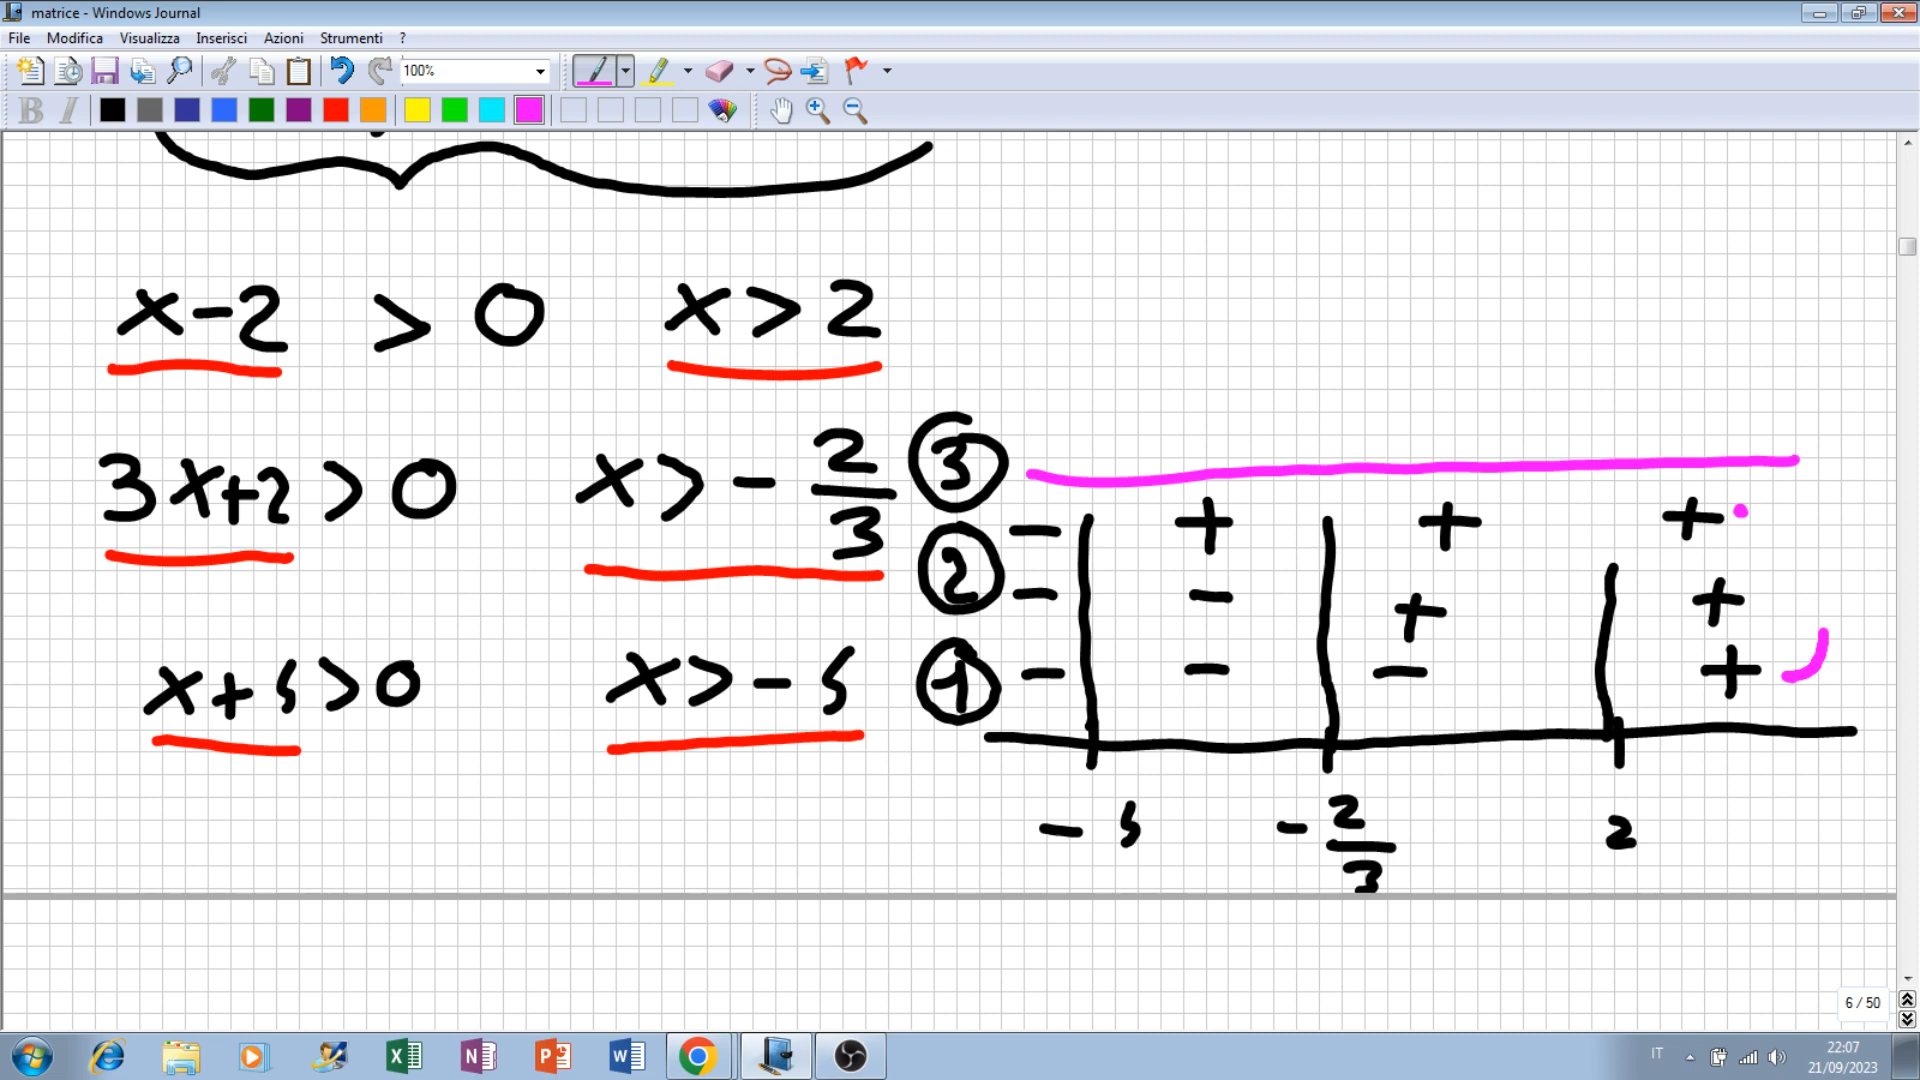 matrice - Windows Journal
File Modifica Visualizza Inserisci Azioni Strumenti ?
100%
B I
x-2 > 0 x>2
3x+2>0 x>-2/3
x+5>0 x>-5
3 - + + +
2 - - + +
1 - - - +
-5 -2/3 2
6 / 50
IT 22:07
21/09/2023